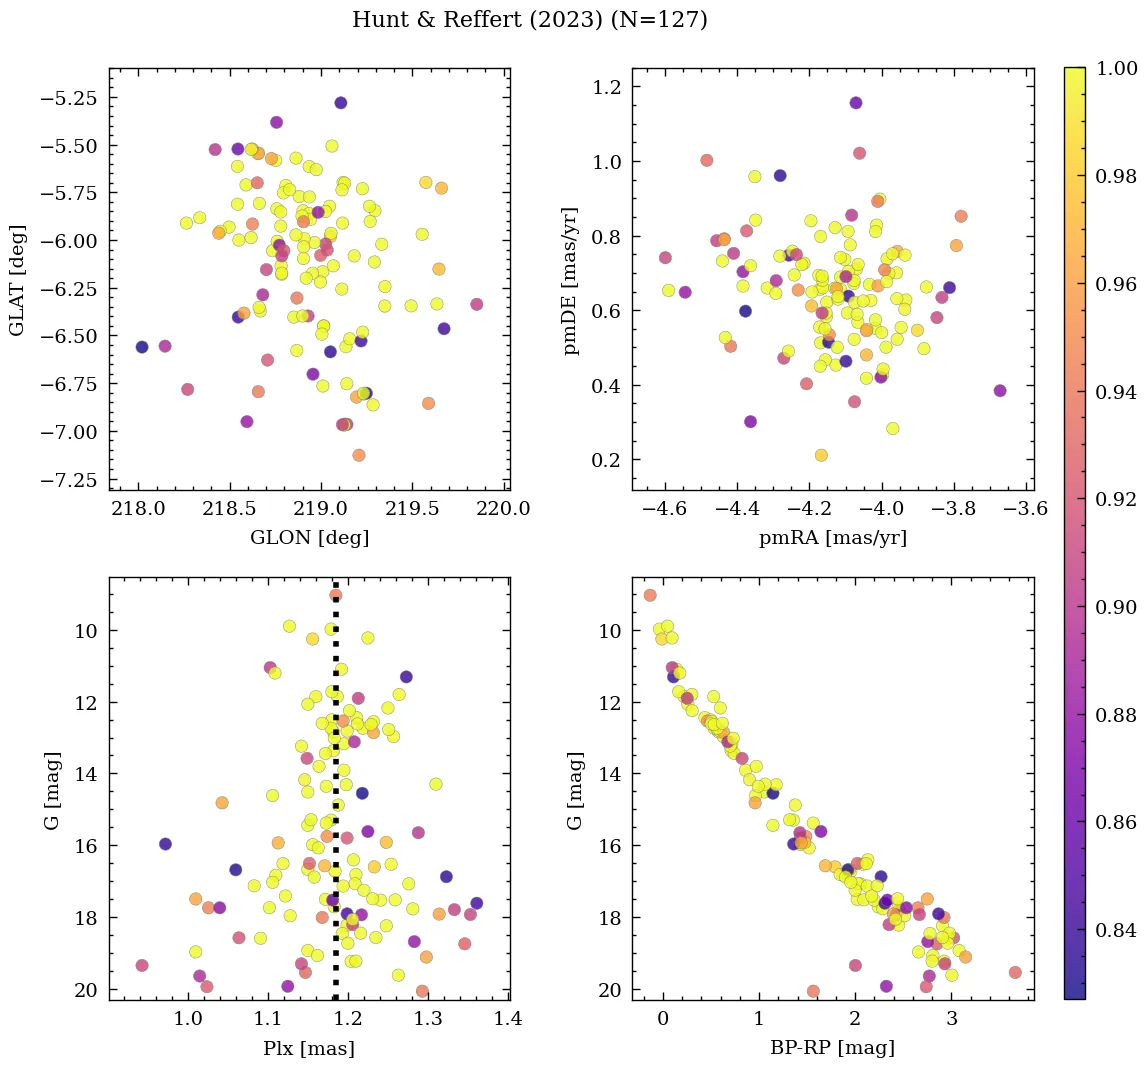 Hunt & Reffert (2023) (N=127)
−5.25
−5.50
−5.75
−6.00
−6.25
−6.50
−6.75
−7.00
−7.25
GLAT [deg]
218.0 218.5 219.0 219.5 220.0
GLON [deg]
1.2
1.0
0.8
0.6
0.4
0.2
pmDE [mas/yr]
−4.6 −4.4 −4.2 −4.0 −3.8 −3.6
pmRA [mas/yr]
10
12
14
16
18
20
G [mag]
1.0 1.1 1.2 1.3 1.4
Plx [mas]
10
12
14
16
18
20
G [mag]
0 1 2 3
BP-RP [mag]
1.00
0.98
0.96
0.94
0.92
0.90
0.88
0.86
0.84